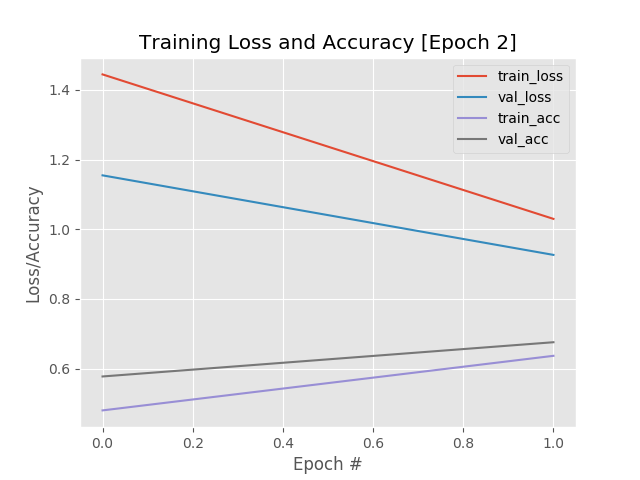 Training Loss and Accuracy [Epoch 2]
train_loss
val_loss
train_acc
val_acc
Loss/Accuracy
1.4
1.2
1.0
0.8
0.6
0.0 0.2 0.4 0.6 0.8 1.0
Epoch #